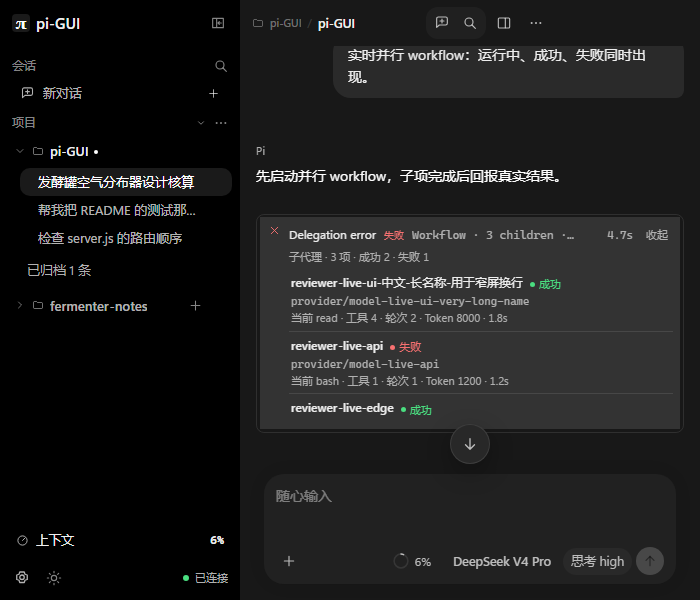 π pi-GUI
会话
新对话
项目
pi-GUI
发酵罐空气分布器设计核算
帮我把 README 的测试那...
检查 server.js 的路由顺序
已归档 1 条
fermenter-notes
上下文 6%
已连接
pi-GUI / pi-GUI
实时并行 workflow：运行中、成功、失败同时出
现。
Pi
先启动并行 workflow，子项完成后回报真实结果。
Delegation error 失败 Workflow · 3 children ·… 4.7s 收起
子代理 · 3 项 · 成功 2 · 失败 1
reviewer-live-ui-中文-长名称-用于窄屏换行 成功
provider/model-live-ui-very-long-name
当前 read · 工具 4 · 轮次 2 · Token 8000 · 1.8s
reviewer-live-api 失败
provider/model-live-api
当前 bash · 工具 1 · 轮次 1 · Token 1200 · 1.2s
reviewer-live-edge 成功
随心输入
6% DeepSeek V4 Pro 思考 high